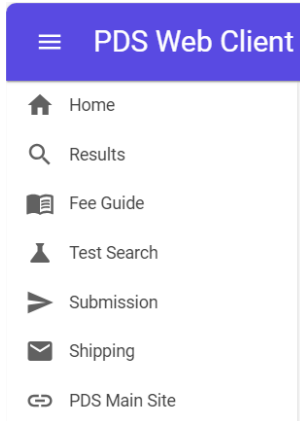 PDS Web Client
Home
Results
Fee Guide
Test Search
Submission
Shipping
PDS Main Site